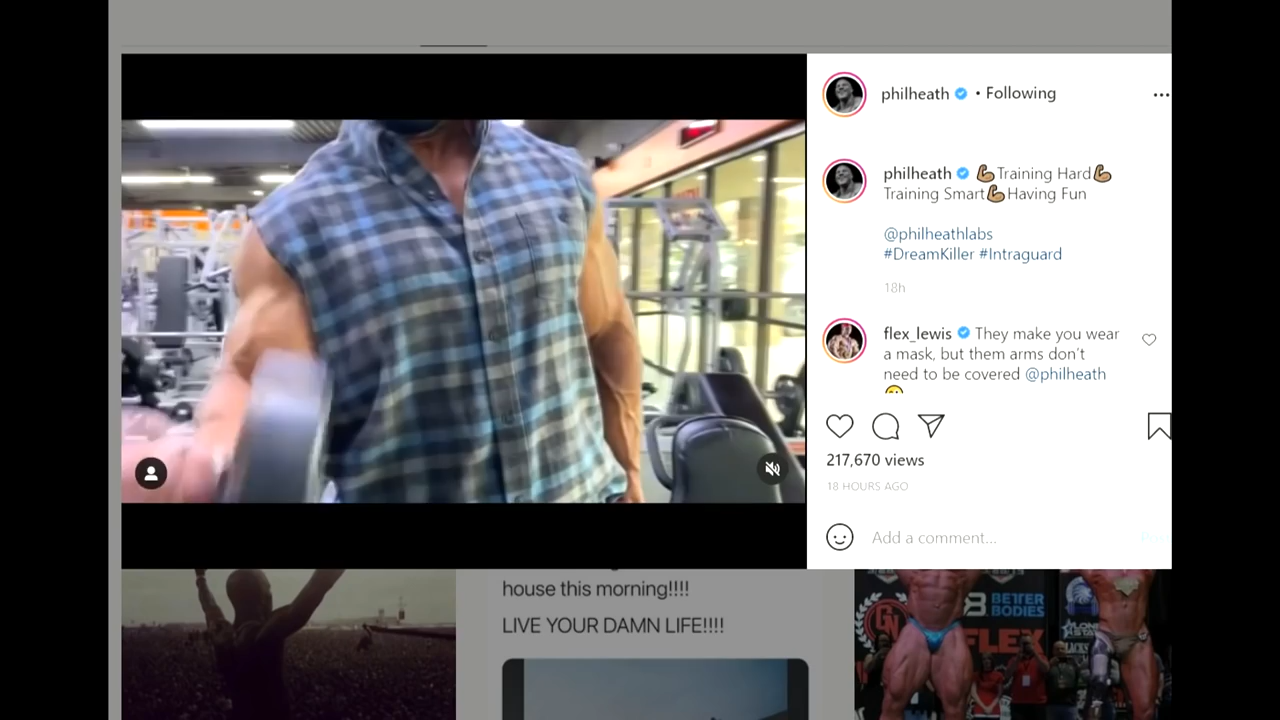 philheath • Following
philheath 💪🏽Training Hard💪🏽
Training Smart💪🏽Having Fun
@philheathlabs
#DreamKiller #Intraguard
18h
flex_lewis They make you wear
a mask, but them arms don't
need to be covered @philheath
217,670 views
18 HOURS AGO
Add a comment...
house this morning!!!!
LIVE YOUR DAMN LIFE!!!!
BETTER
BODIES
FLEX